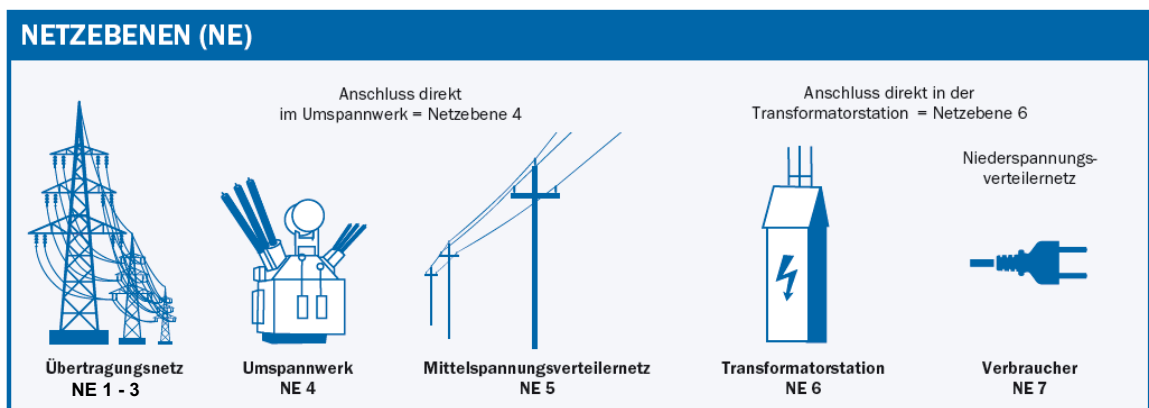 NETZEBENEN (NE)
Anschluss direkt
im Umspannwerk = Netzebene 4
Anschluss direkt in der
Transformatorstation = Netzebene 6
Niederspannungs-
verteilernetz
Übertragungsnetz
NE 1 - 3
Umspannwerk
NE 4
Mittelspannungsverteilernetz
NE 5
Transformatorstation
NE 6
Verbraucher
NE 7